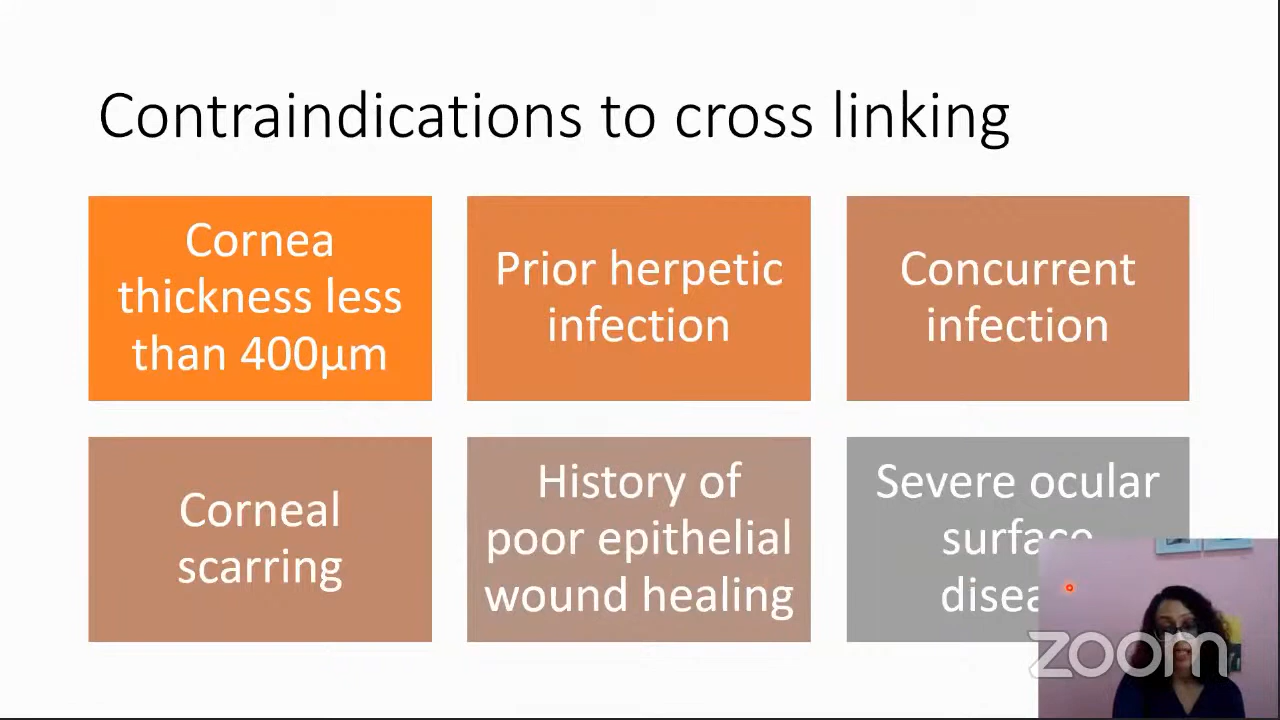 Contraindications to cross linking
Cornea
thickness less
than 400µm
Prior herpetic
infection
Concurrent
infection
Corneal
scarring
History of
poor epithelial
wound healing
Severe ocular
surface
zoom